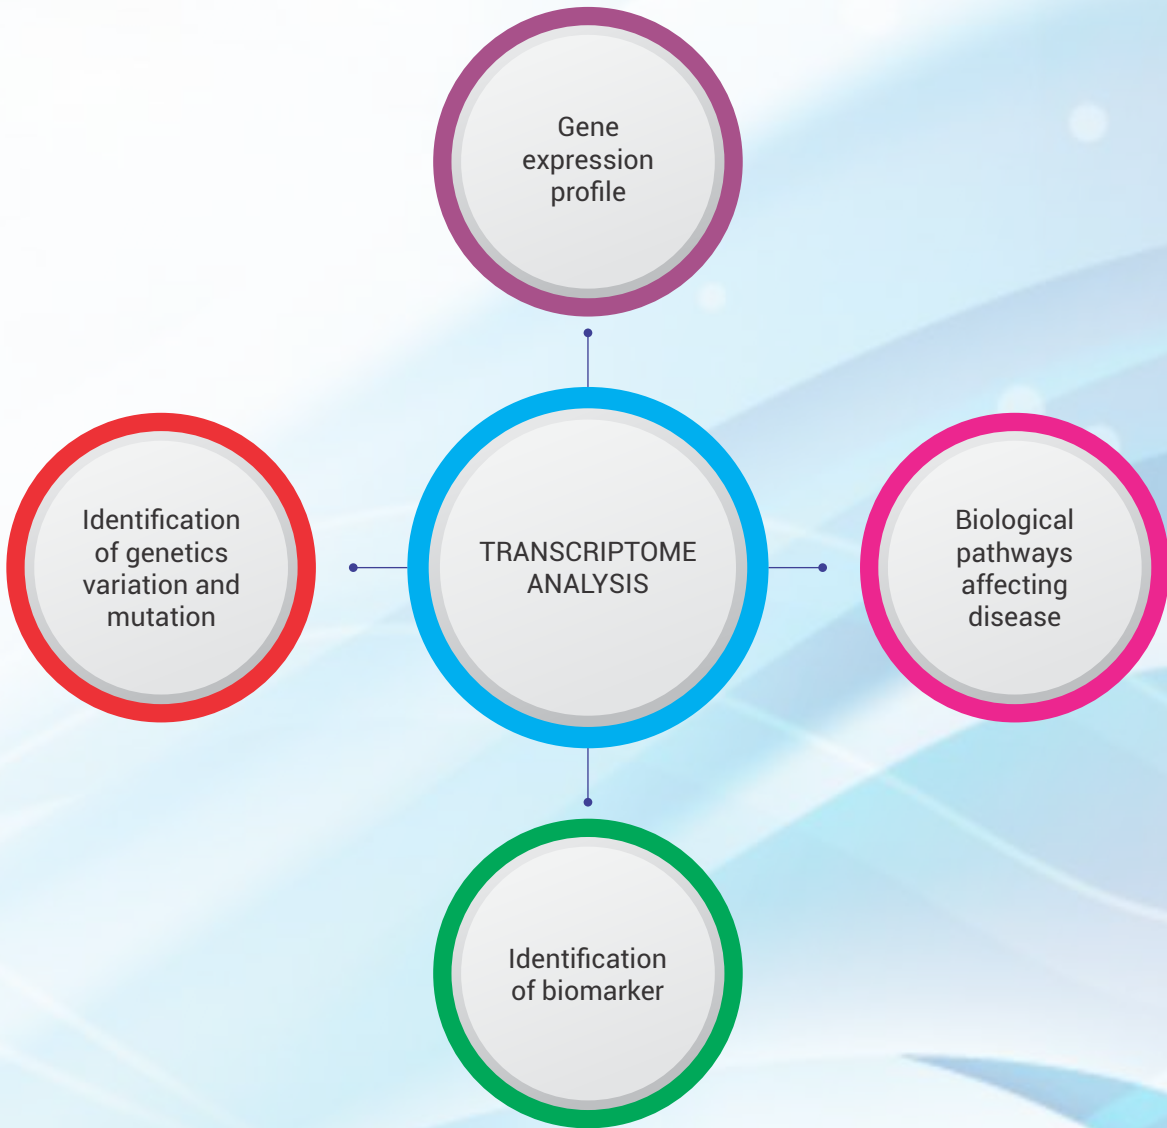 Gene
expression
profile
Identification
of genetics
variation and
mutation
TRANSCRIPTOME
ANALYSIS
Biological
pathways
affecting
disease
Identification
of biomarker